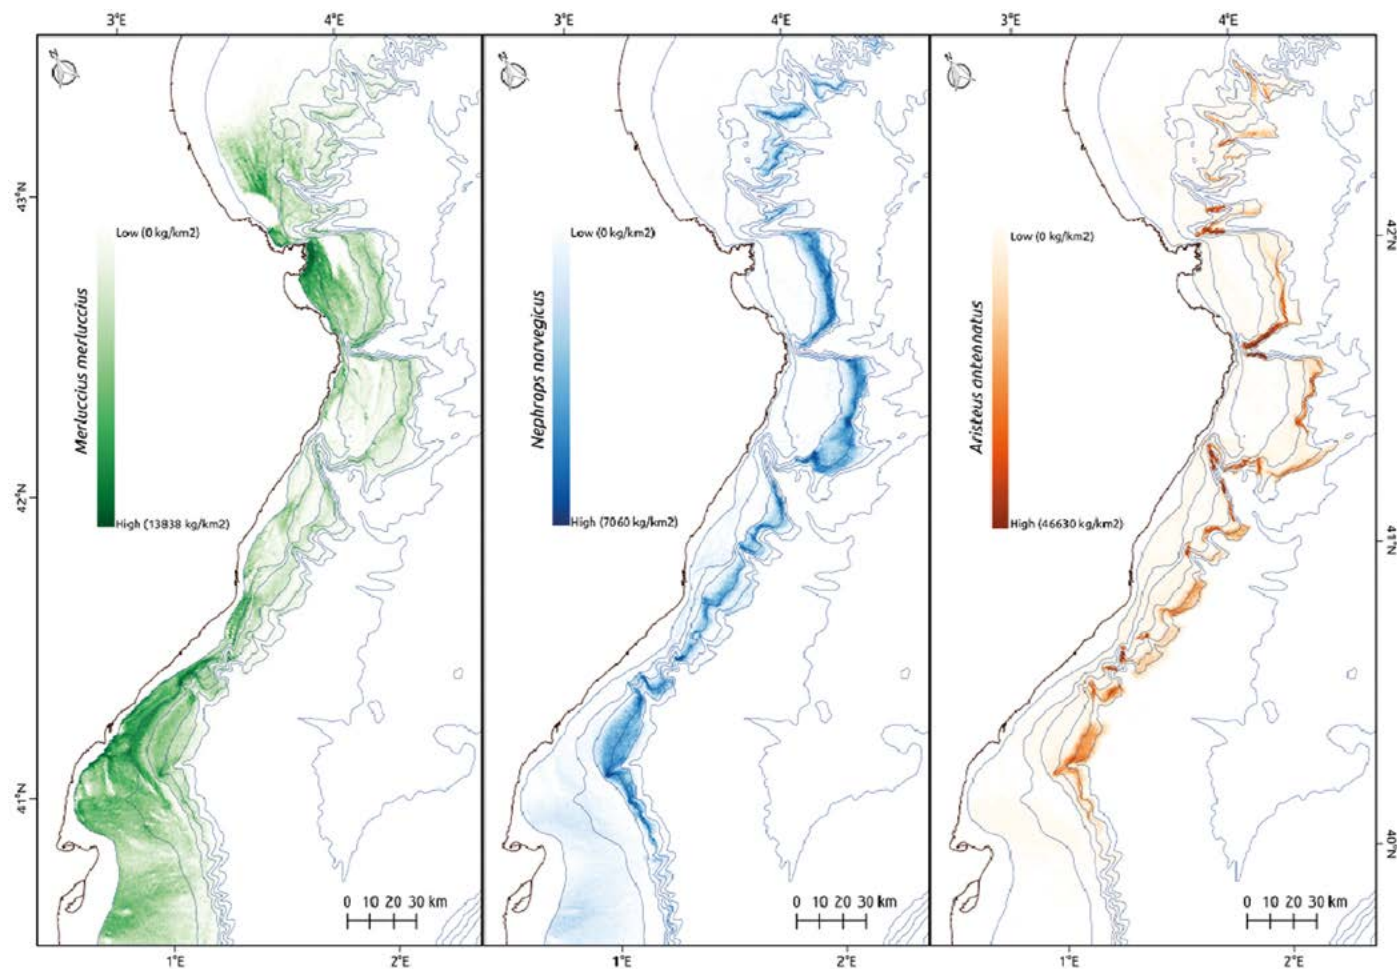 3°E 4°E 3°E 4°E 3°E 4°E
43°N
42°N
Low (0 kg/km2)
Low (0 kg/km2)
Low (0 kg/km2)
Merluccius merluccius
Nephrops norvegicus
Aristeus antennatus
High (13838 kg/km2)
High (7060 kg/km2)
High (46630 kg/km2)
42°N
41°N
41°N
40°N
0 10 20 30 km
0 10 20 30 km
0 10 20 30 km
1°E 2°E 1°E 2°E 1°E 2°E